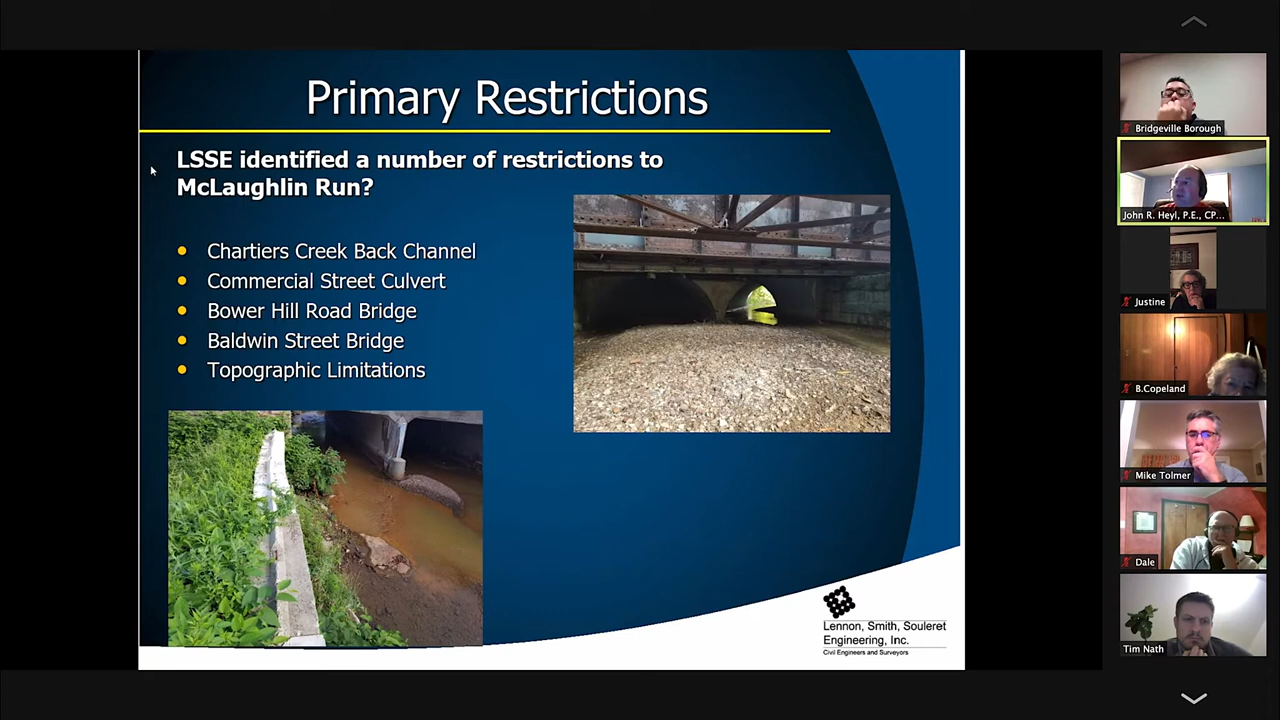 Primary Restrictions
LSSE identified a number of restrictions to
McLaughlin Run?
Chartiers Creek Back Channel
Commercial Street Culvert
Bower Hill Road Bridge
Baldwin Street Bridge
Topographic Limitations
Lennon, Smith, Souleret
Engineering, Inc.
Civil Engineers and Surveyors
Bridgeville Borough
John R. Heyl, P.E., CP...
Justine
B.Copeland
Mike Tolmer
Dale
Tim Nath